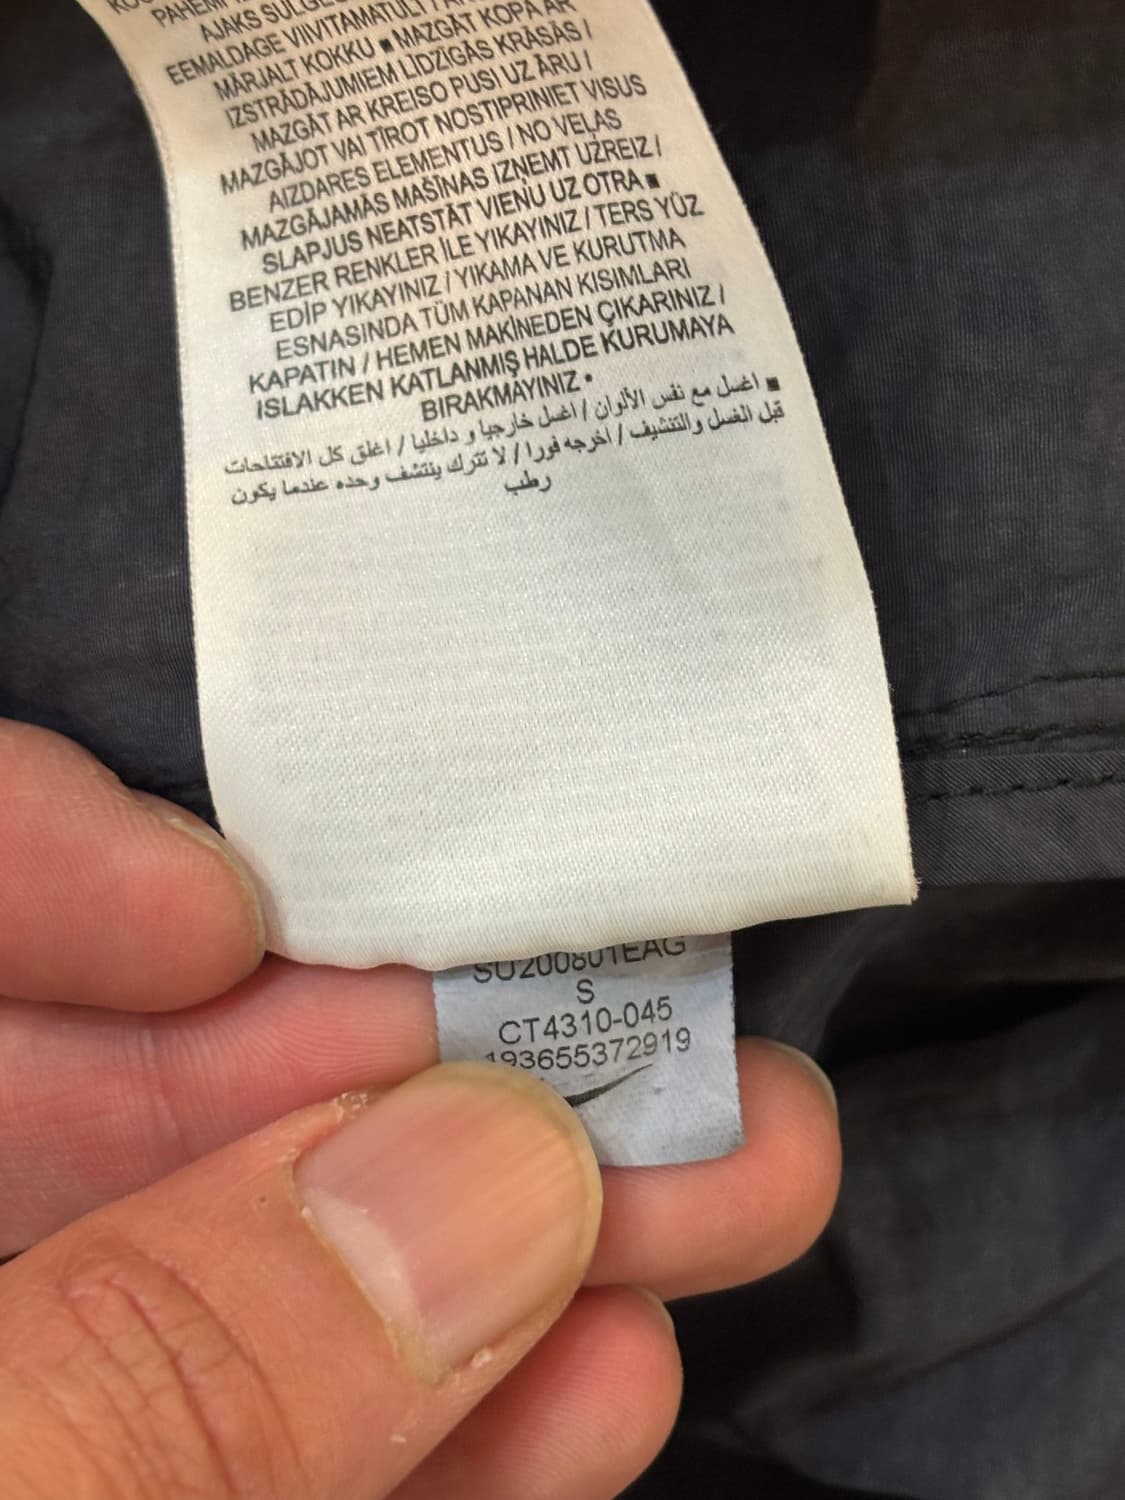 AJAKS SULGE
EEMALDAGE VIIVITAMATULT /
MÄRJALT KOKKU ■ MAZGĀT KOPĀ AR
IZSTRĀDĀJUMIEM LĪDZĪGĀS KRĀSĀS /
MAZGĀT AR KREISO PUSI UZ ĀRU /
MAZGĀJOT VAI TĪROT NOSTIPRINIET VISUS
AIZDARES ELEMENTUS / NO VEĻAS
MAZGĀJAMĀS MAŠĪNAS IZŅEMT UZREIZ /
SLAPJUS NEATSTĀT VIENU UZ OTRA ■
BENZER RENKLER İLE YIKAYINIZ / TERS YÜZ
EDİP YIKAYINIZ / YIKAMA VE KURUTMA
ESNASINDA TÜM KAPANAN KISIMLARI
KAPATIN / HEMEN MAKİNEDEN ÇIKARINIZ /
ISLAKKEN KATLANMIŞ HALDE KURUMAYA
BIRAKMAYINIZ •
■ اغسل مع نفس الألوان / اغسل خارجيا و داخليا / اغلق كل الافتتاحات
قبل الغسل والتنشيف / اخرجه فورا / لا تترك ينتشف وحده عندما يكون
رطب
SU200801EAG
S
CT4310-045
193655372919